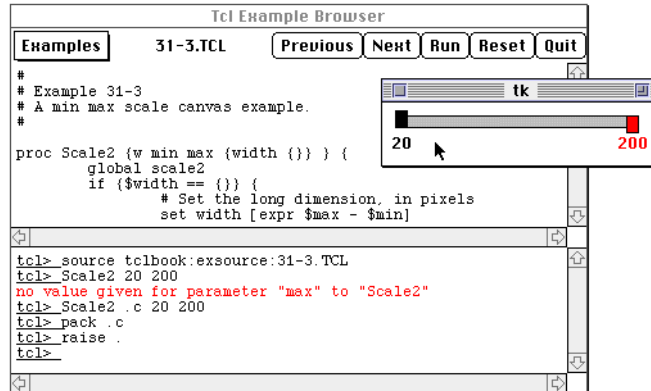 Tcl Example Browser
Examples 31-3.TCL Previous Next Run Reset Quit
#
# Example 31-3
# A min max scale canvas example.
#
proc Scale2 {w min max {width {}} } {
global scale2
if {$width == {}} {
# Set the long dimension, in pixels
set width [expr $max - $min]
tk
20 200
tcl> source tclbook:exsource:31-3.TCL
tcl> Scale2 20 200
no value given for parameter "max" to "Scale2"
tcl> Scale2 .c 20 200
tcl> pack .c
tcl> raise .
tcl>